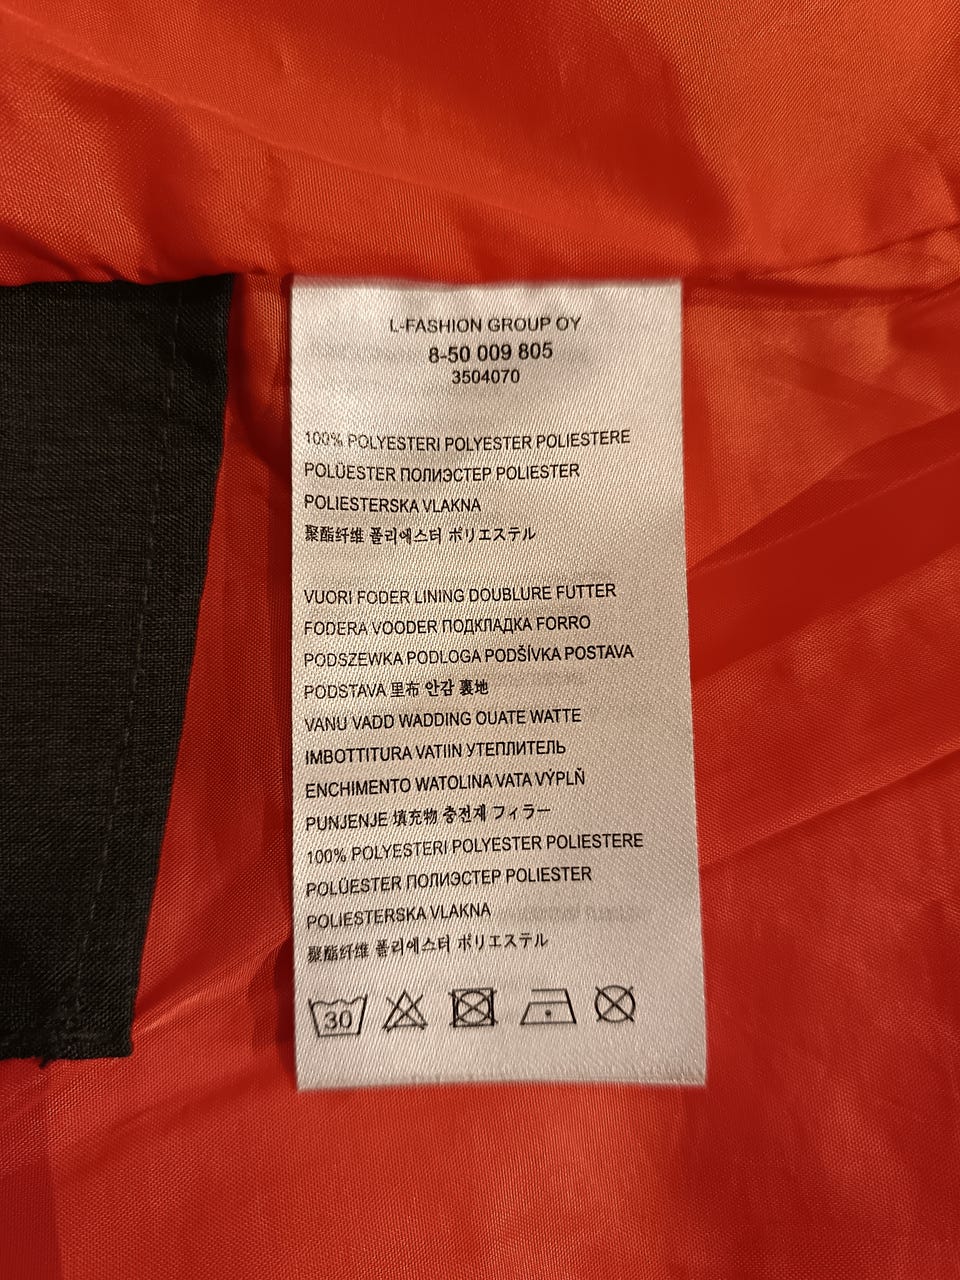 L-FASHION GROUP OY
8-50 009 805
3504070
100% POLYESTERI POLYESTER POLIESTERE
POLÜESTER ПОЛИЭСТЕР POLIESTER
POLIESTERSKA VLAKNA
聚酯纤维 폴리에스터 ポリエステル
VUORI FODER LINING DOUBLURE FUTTER
FODERA VOODER ПОДКЛАДКА FORRO
PODSZEWKA PODLOGA PODŠÍVKA POSTAVA
PODSTAVA 里布 안감 裏地
VANU VADD WADDING OUATE WATTE
IMBOTTITURA VATIIN УТЕПЛИТЕЛЬ
ENCHIMENTO WATOLINA VATA VÝPLŇ
PUNJENJE 填充物 충전재 フィラー
100% POLYESTERI POLYESTER POLIESTERE
POLÜESTER ПОЛИЭСТЕР POLIESTER
POLIESTERSKA VLAKNA
聚酯纤维 폴리에스터 ポリエステル
30